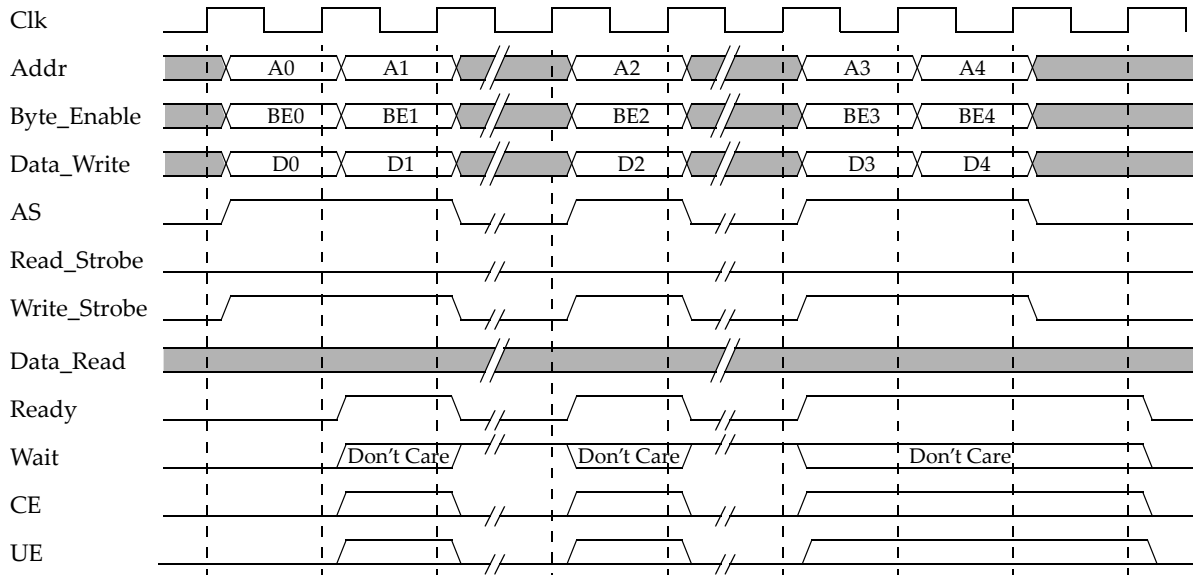 Clk
Addr A0 A1 A2 A3 A4
Byte_Enable BE0 BE1 BE2 BE3 BE4
Data_Write D0 D1 D2 D3 D4
AS
Read_Strobe
Write_Strobe
Data_Read
Ready
Wait Don't Care Don't Care Don't Care
CE
UE